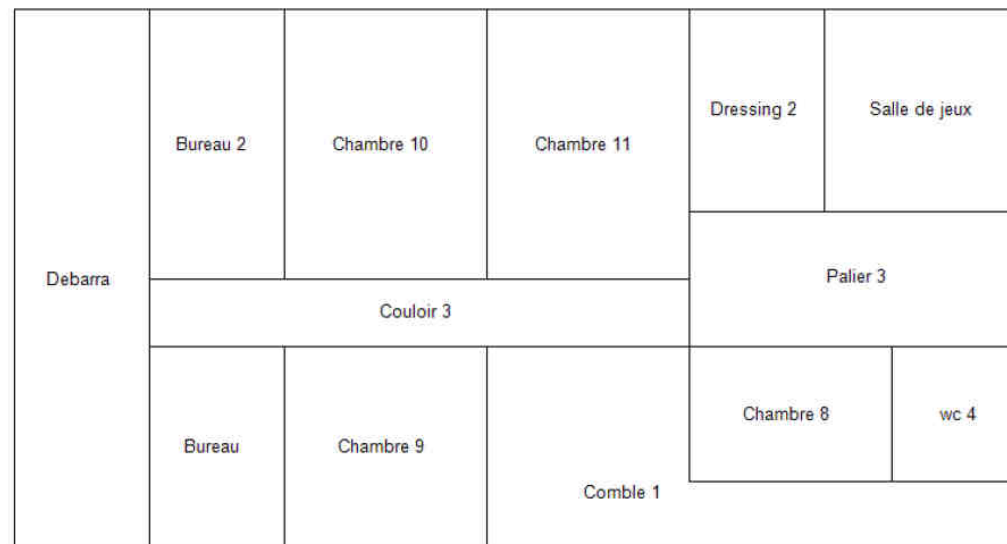 Dressing 2
Salle de jeux
Bureau 2
Chambre 10
Chambre 11
Debarra
Palier 3
Couloir 3
Chambre 8
wc 4
Bureau
Chambre 9
Comble 1